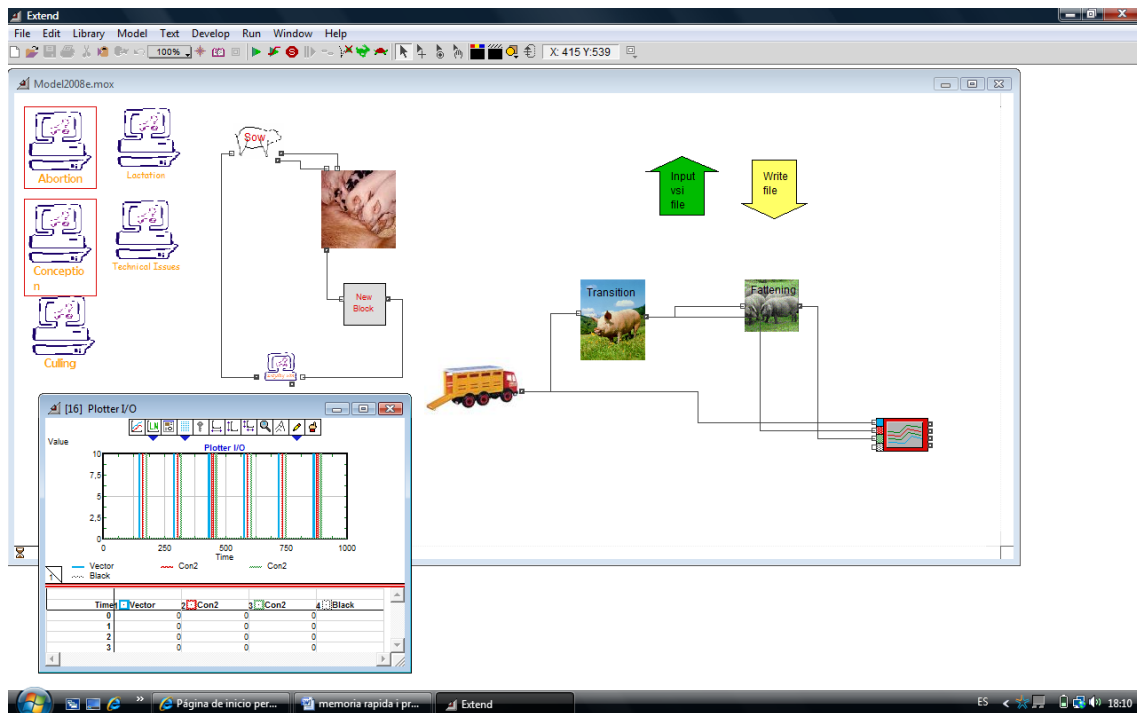 Extend
File Edit Library Model Text Develop Run Window Help
100%
X: 415 Y:539
Model2008e.mox
Abortion
Lactation
Conceptio
n
Technical Issues
Culling
Sow
New
Block
Input
vsi
file
Write
file
Transition
Fattening
[16] Plotter I/O
Value
Plotter I/O
10
7,5
5
2,5
0
0 250 500 750 1000
Time
Vector Con2 Con2
Black
1
Time 1 Vector 2 Con2 3 Con2 4 Black
0 0 0 0
1 0 0 0
2 0 0 0
3 0 0 0
Página de inicio per... memoria rapida i pr... Extend
ES
18:10